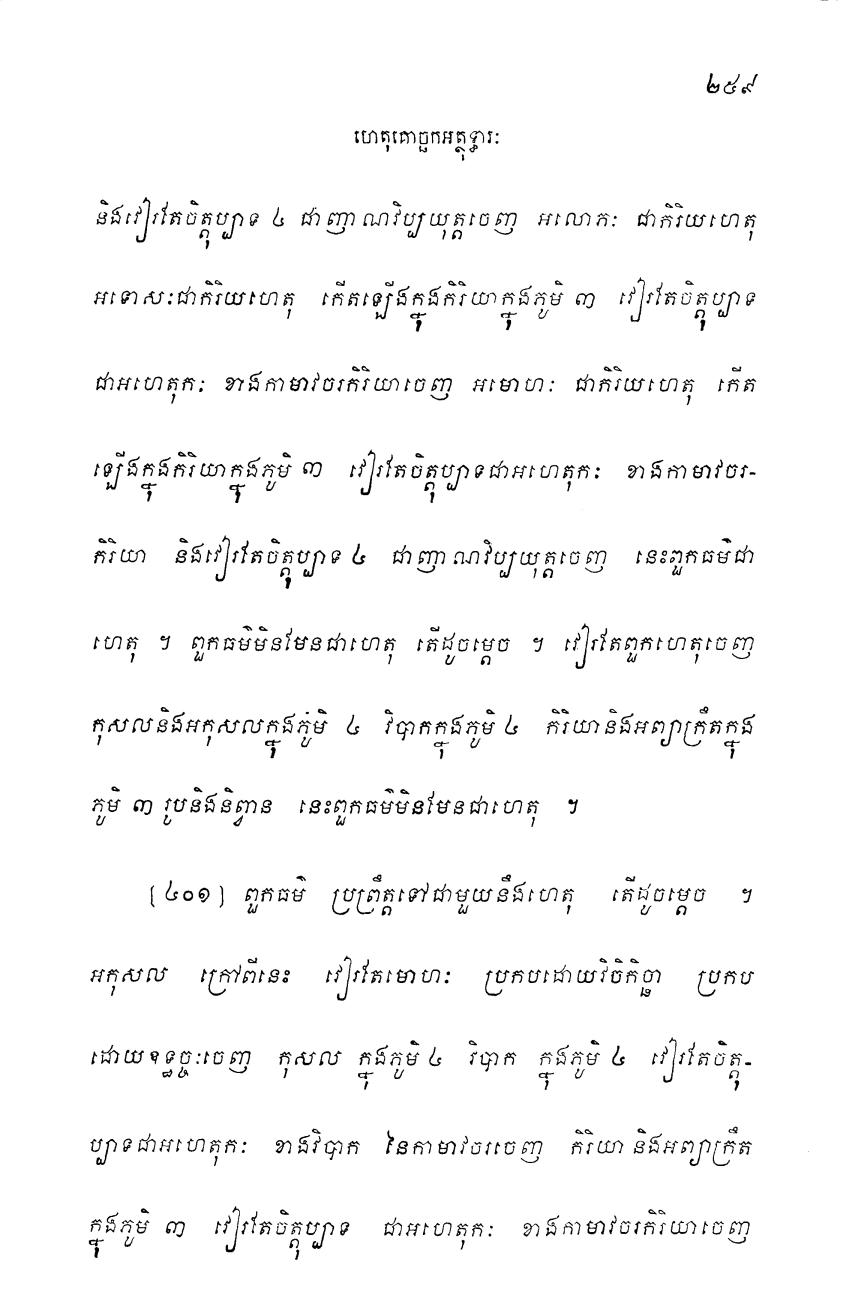 ២៥៩
ហេតុគោច្ឆកអត្ថុទ្ធារៈ
និងវៀរតែចិត្តុប្បាទ ៤ ជាញាណវិប្បយុត្តចេញ អលោភៈ ជាកិរិយហេតុ
អទោសៈជាកិរិយហេតុ កើតឡើងក្នុងកិរិយាក្នុងភូមិ ៣ វៀរតែចិត្តុប្បាទ
ជាអហេតុកៈ ខាងកាមាវចរកិរិយាចេញ អមោហៈ ជាកិរិយហេតុ កើត
ឡើងក្នុងកិរិយាក្នុងភូមិ ៣ វៀរតែចិត្តុប្បាទជាអហេតុកៈ ខាងកាមាវចរ-
កិរិយា និងវៀរតែចិត្តុប្បាទ ៤ ជាញាណវិប្បយុត្តចេញ នេះពួកធម៌ជា
ហេតុ ។ ពួកធម៌មិនមែនជាហេតុ តើដូចម្តេច ។ វៀរតែពួកហេតុចេញ
កុសលនិងអកុសលក្នុងភូមិ ៤ វិបាកក្នុងភូមិ ៤ កិរិយានិងអព្យាក្រឹតក្នុង
ភូមិ ៣ រូបនិងនិព្វាន នេះពួកធម៌មិនមែនជាហេតុ ។
[៤០១] ពួកធម៌ ប្រព្រឹត្តទៅជាមួយនឹងហេតុ តើដូចម្តេច ។
អកុសល ក្រៅពីនេះ វៀរតែមោហៈ ប្រកបដោយវិចិកិច្ឆា ប្រកប
ដោយឧទ្ធច្ចៈចេញ កុសល ក្នុងភូមិ ៤ វិបាក ក្នុងភូមិ ៤ វៀរតែចិត្តុ-
ប្បាទជាអហេតុកៈ ខាងវិបាក នៃកាមាវចរចេញ កិរិយា និងអព្យាក្រឹត
ក្នុងភូមិ ៣ វៀរតែចិត្តុប្បាទ ជាអហេតុកៈ ខាងកាមាវចរកិរិយាចេញ